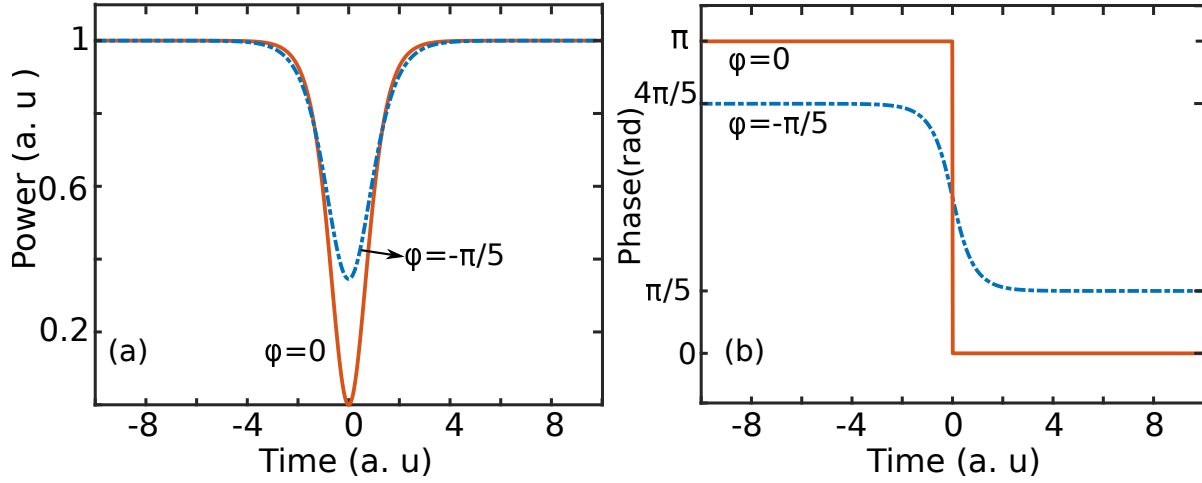 1
0.6
0.2
Power (a. u )
φ=-π/5
φ=0
(a)
-8 -4 0 4 8
Time (a. u)
π
4π/5
π/5
0
Phase(rad)
φ=0
φ=-π/5
(b)
-8 -4 0 4 8
Time (a. u)